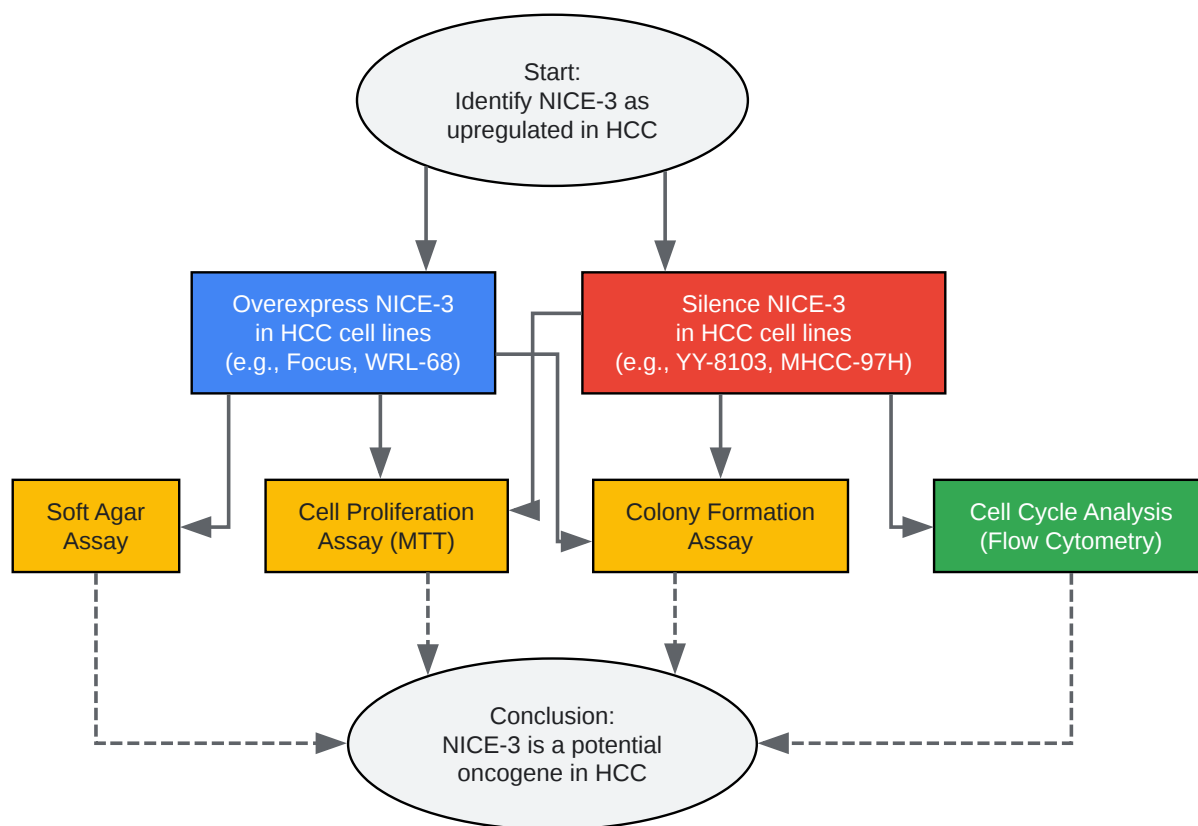 Start:
Identify NICE-3 as
upregulated in HCC
Overexpress NICE-3
in HCC cell lines
(e.g., Focus, WRL-68)
Silence NICE-3
in HCC cell lines
(e.g., YY-8103, MHCC-97H)
Soft Agar
Assay
Cell Proliferation
Assay (MTT)
Colony Formation
Assay
Cell Cycle Analysis
(Flow Cytometry)
Conclusion:
NICE-3 is a potential
oncogene in HCC